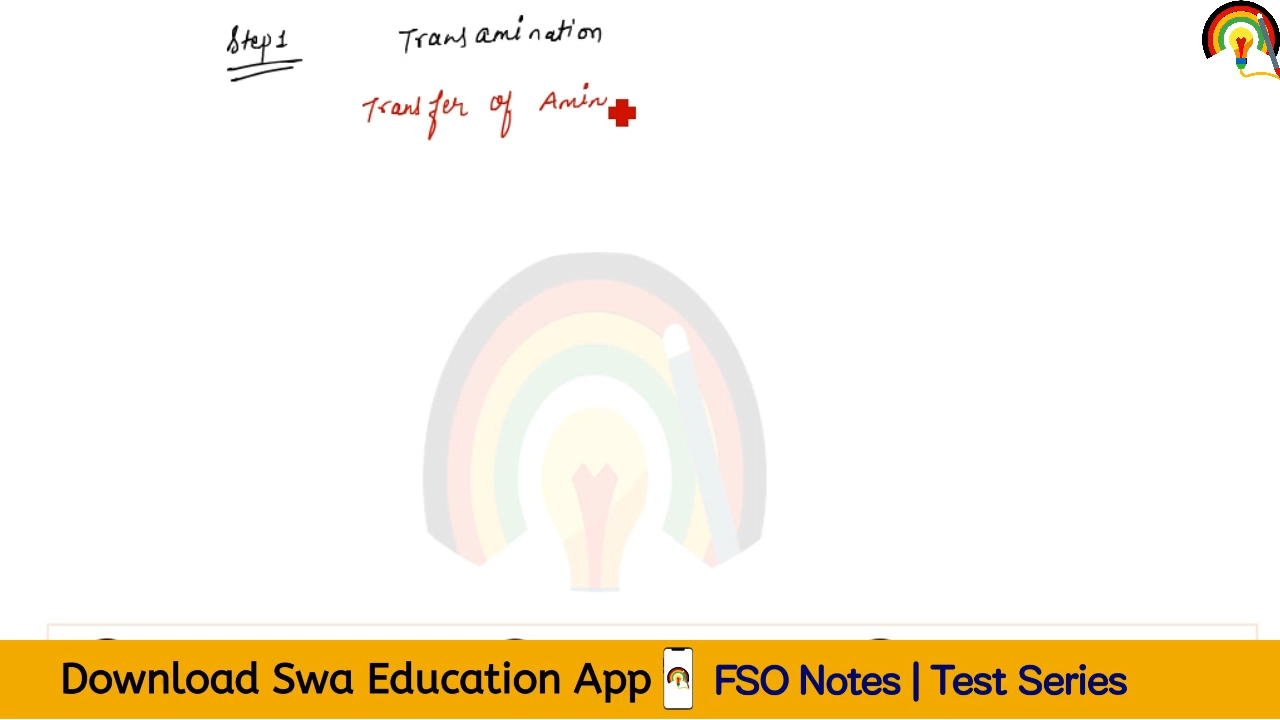 Step 1 Transamination
Transfer of Amin
Download Swa Education App FSO Notes | Test Series